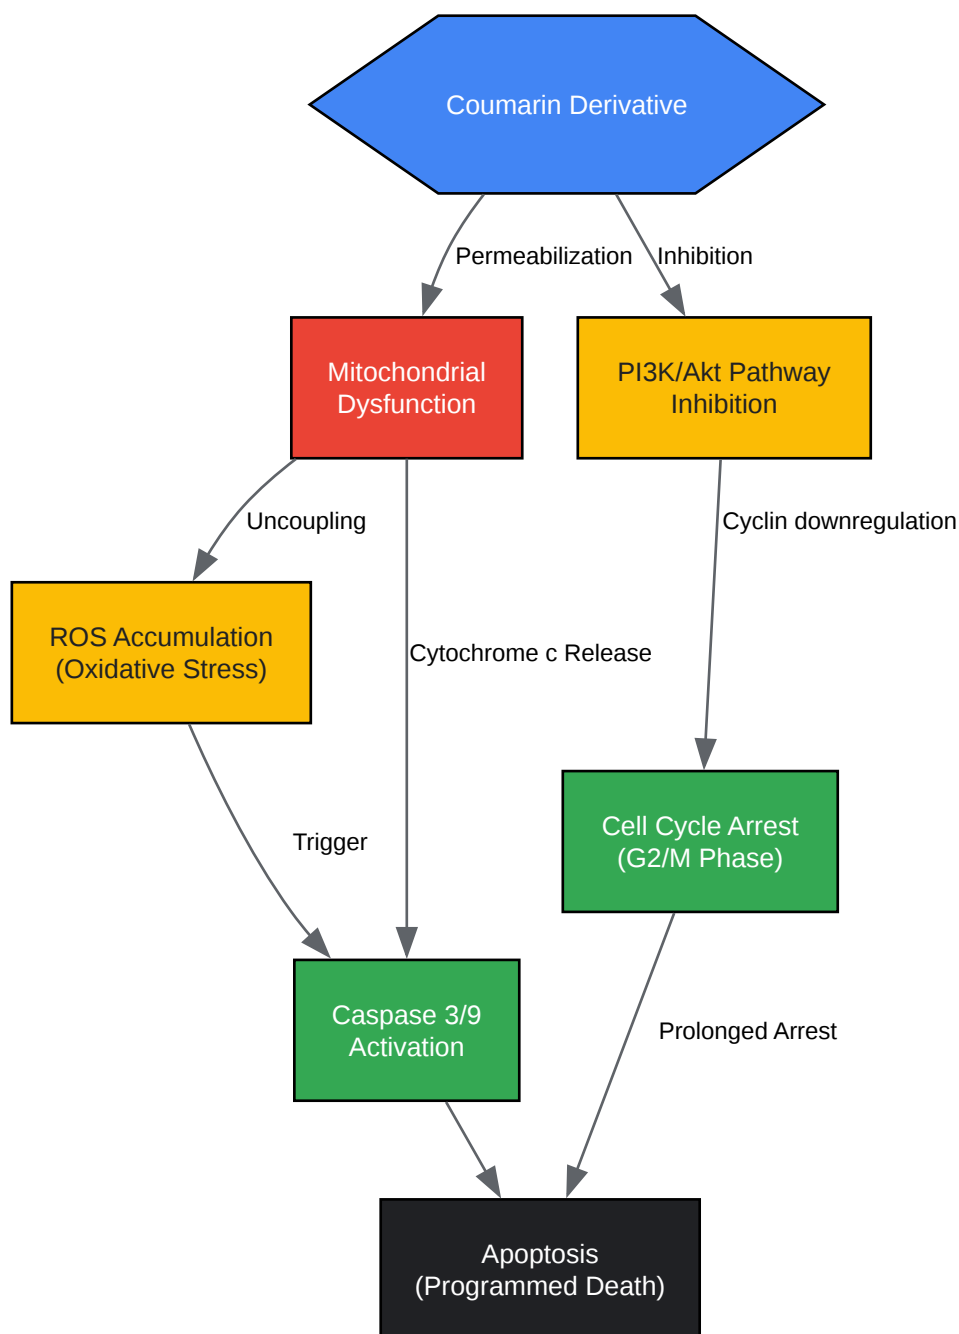 Coumarin Derivative
Permeabilization
Inhibition
Mitochondrial
Dysfunction
PI3K/Akt Pathway
Inhibition
Uncoupling
Cyclin downregulation
ROS Accumulation
(Oxidative Stress)
Cytochrome c Release
Trigger
Cell Cycle Arrest
(G2/M Phase)
Caspase 3/9
Activation
Prolonged Arrest
Apoptosis
(Programmed Death)